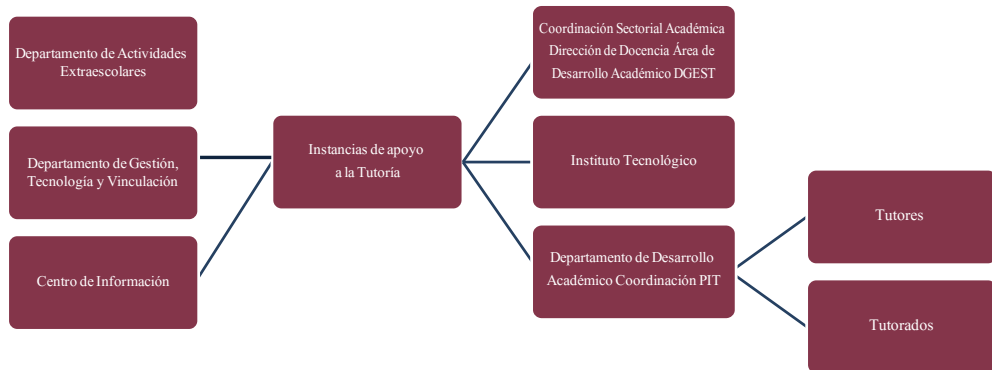 Departamento de Actividades
Extraescolares
Departamento de Gestión,
Tecnología y Vinculación
Centro de Información
Instancias de apoyo
a la Tutoría
Coordinación Sectorial Académica
Dirección de Docencia Área de
Desarrollo Académico DGEST
Instituto Tecnológico
Departamento de Desarrollo
Académico Coordinación PIT
Tutores
Tutorados